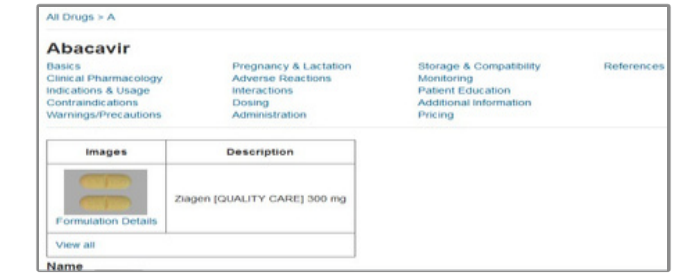 All Drugs > A
Abacavir
Basics
Clinical Pharmacology
Indications & Usage
Contraindications
Warnings/Precautions
Pregnancy & Lactation
Adverse Reactions
Interactions
Dosing
Administration
Storage & Compatibility
Monitoring
Patient Education
Additional Information
Pricing
References
Images Description
Ziagen [QUALITY CARE] 300 mg
Formulation Details
View all
Name